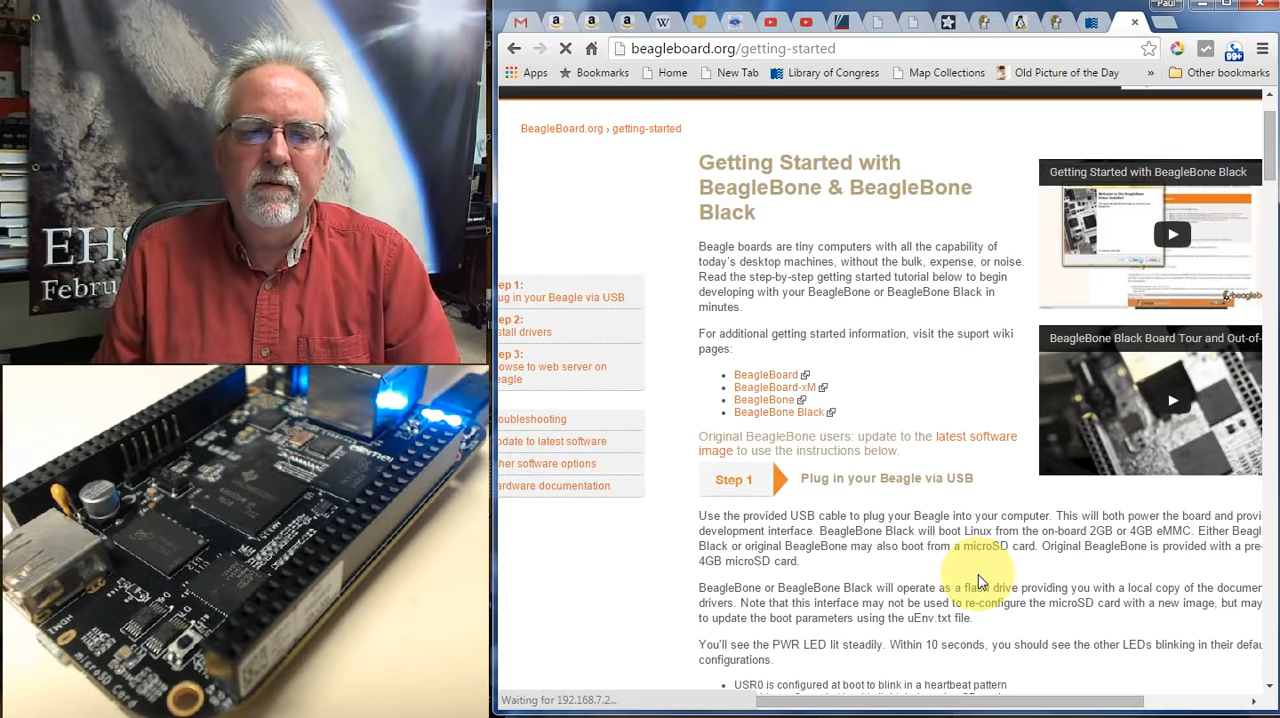 Paul
beagleboard.org/getting-started
99+
Apps Bookmarks Home New Tab Library of Congress Map Collections Old Picture of the Day » Other bookmarks
BeagleBoard.org › getting-started
Getting Started with
BeagleBone & BeagleBone
Black
Beagle boards are tiny computers with all the capability of
today's desktop machines, without the bulk, expense, or noise.
Read the step-by-step getting started tutorial below to begin
developing with your BeagleBone or BeagleBone Black in
minutes.
For additional getting started information, visit the suport wiki
pages:
BeagleBoard
BeagleBoard-xM
BeagleBone
BeagleBone Black
Original BeagleBone users: update to the latest software
image to use the instructions below.
Step 1 Plug in your Beagle via USB
Use the provided USB cable to plug your Beagle into your computer. This will both power the board and provi
development interface. BeagleBone Black will boot Linux from the on-board 2GB or 4GB eMMC. Either Beagle
Black or original BeagleBone may also boot from a microSD card. Original BeagleBone is provided with a pre-
4GB microSD card.
BeagleBone or BeagleBone Black will operate as a flash drive providing you with a local copy of the documen
drivers. Note that this interface may not be used to re-configure the microSD card with a new image, but may
to update the boot parameters using the uEnv.txt file.
You'll see the PWR LED lit steadily. Within 10 seconds, you should see the other LEDs blinking in their defau
configurations.
USR0 is configured at boot to blink in a heartbeat pattern
ep 1:
ug in your Beagle via USB
ep 2:
stall drivers
ep 3:
owse to web server on
eagle
oubleshooting
pdate to latest software
her software options
ardware documentation
Getting Started with BeagleBone Black
BeagleBone Black Board Tour and Out-of-
Waiting for 192.168.7.2...
EHS
Februa
HDMI
microSD Card